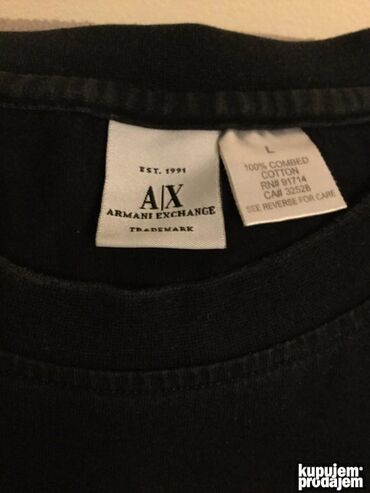 EST. 1991
A|X
ARMANI EXCHANGE
TRADEMARK
L
100% COMBED
COTTON
RN# 91714
CA# 32528
SEE REVERSE FOR CARE
kupujem
prodajem